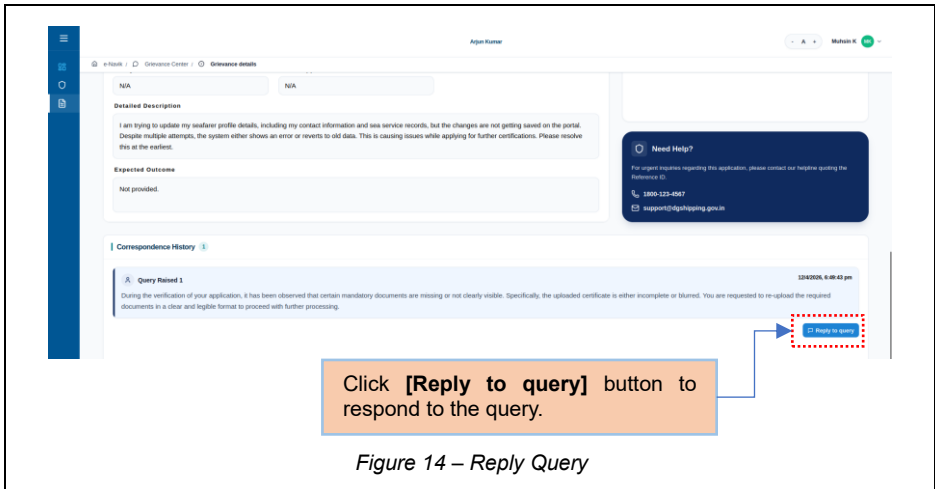 Arjun Kumar
- A +
Muhsin K
e-Navik / Grievance Center / Grievance details
N/A
N/A
Detailed Description
I am trying to update my seafarer profile details, including my contact information and sea service records, but the changes are not getting saved on the portal.
Despite multiple attempts, the system either shows an error or reverts to old data. This is causing issues while applying for further certifications. Please resolve
this at the earliest.
Expected Outcome
Not provided.
Need Help?
For urgent inquiries regarding this application, please contact our helpline quoting the
Reference ID.
1800-123-4567
support@dgshipping.gov.in
Correspondence History 1
Query Raised 1
12/4/2026, 6:49:43 pm
During the verification of your application, it has been observed that certain mandatory documents are missing or not clearly visible. Specifically, the uploaded certificate is either incomplete or blurred. You are requested to re-upload the required
documents in a clear and legible format to proceed with further processing.
Reply to query
Click [Reply to query] button to
respond to the query.
Figure 14 – Reply Query